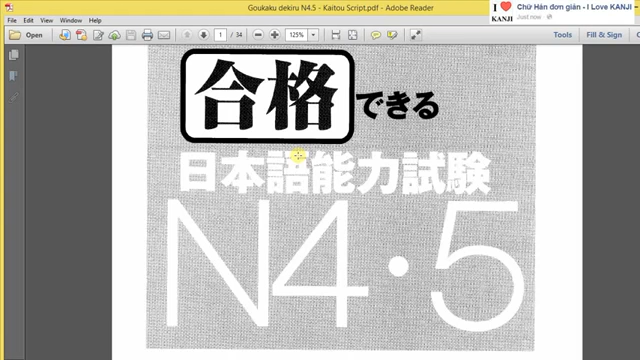 Goukaku dekiru N4.5 - Kaitou Script.pdf - Adobe Reader
File Edit View Window Help
Open 1 / 34 125% Tools Fill & Sign
I ❤ KANJI
Chữ Hán đơn giản - I Love KANJI
Just now
合格できる
日本語能力試験
N4・5